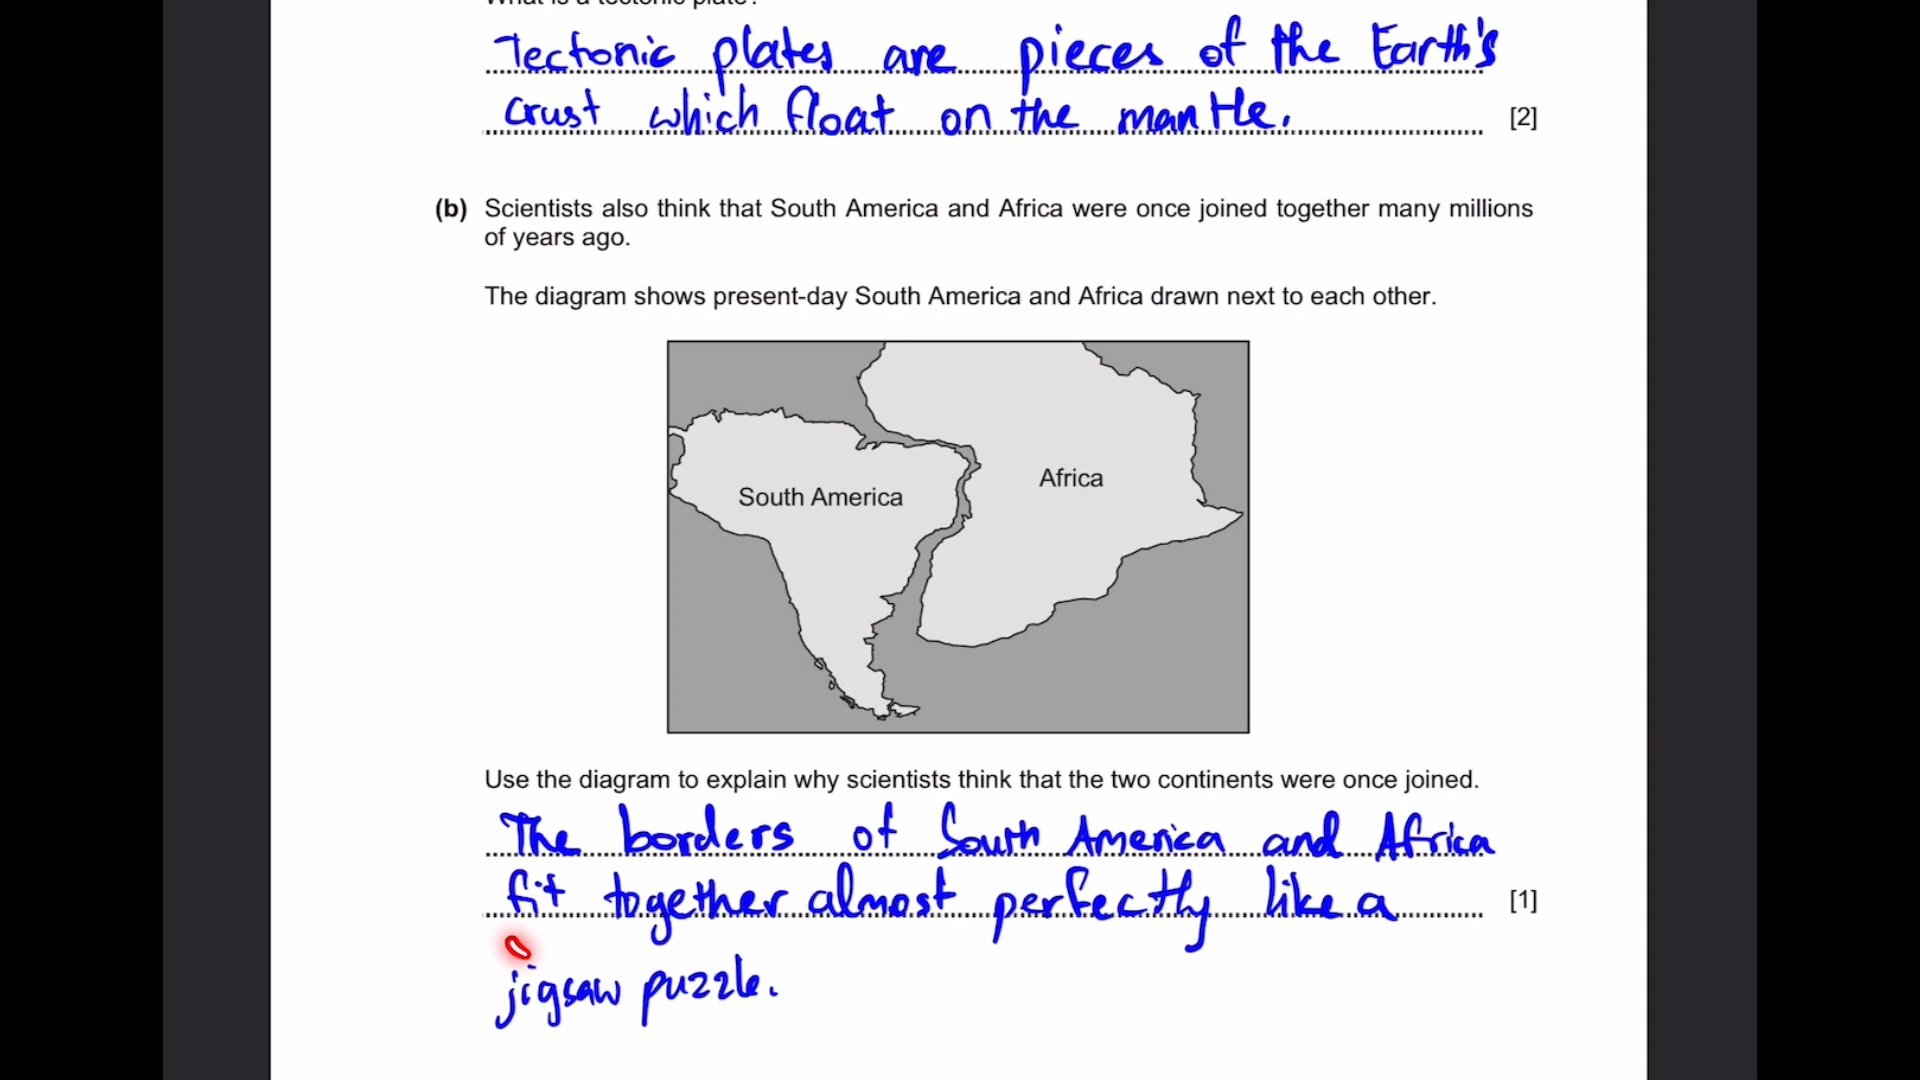 What is a tectonic plate?
Tectonic plates are pieces of the Earth's
crust which float on the mantle. [2]
(b) Scientists also think that South America and Africa were once joined together many millions
of years ago.
The diagram shows present-day South America and Africa drawn next to each other.
Africa
South America
Use the diagram to explain why scientists think that the two continents were once joined.
The borders of South America and Africa
fit together almost perfectly like a [1]
jigsaw puzzle.